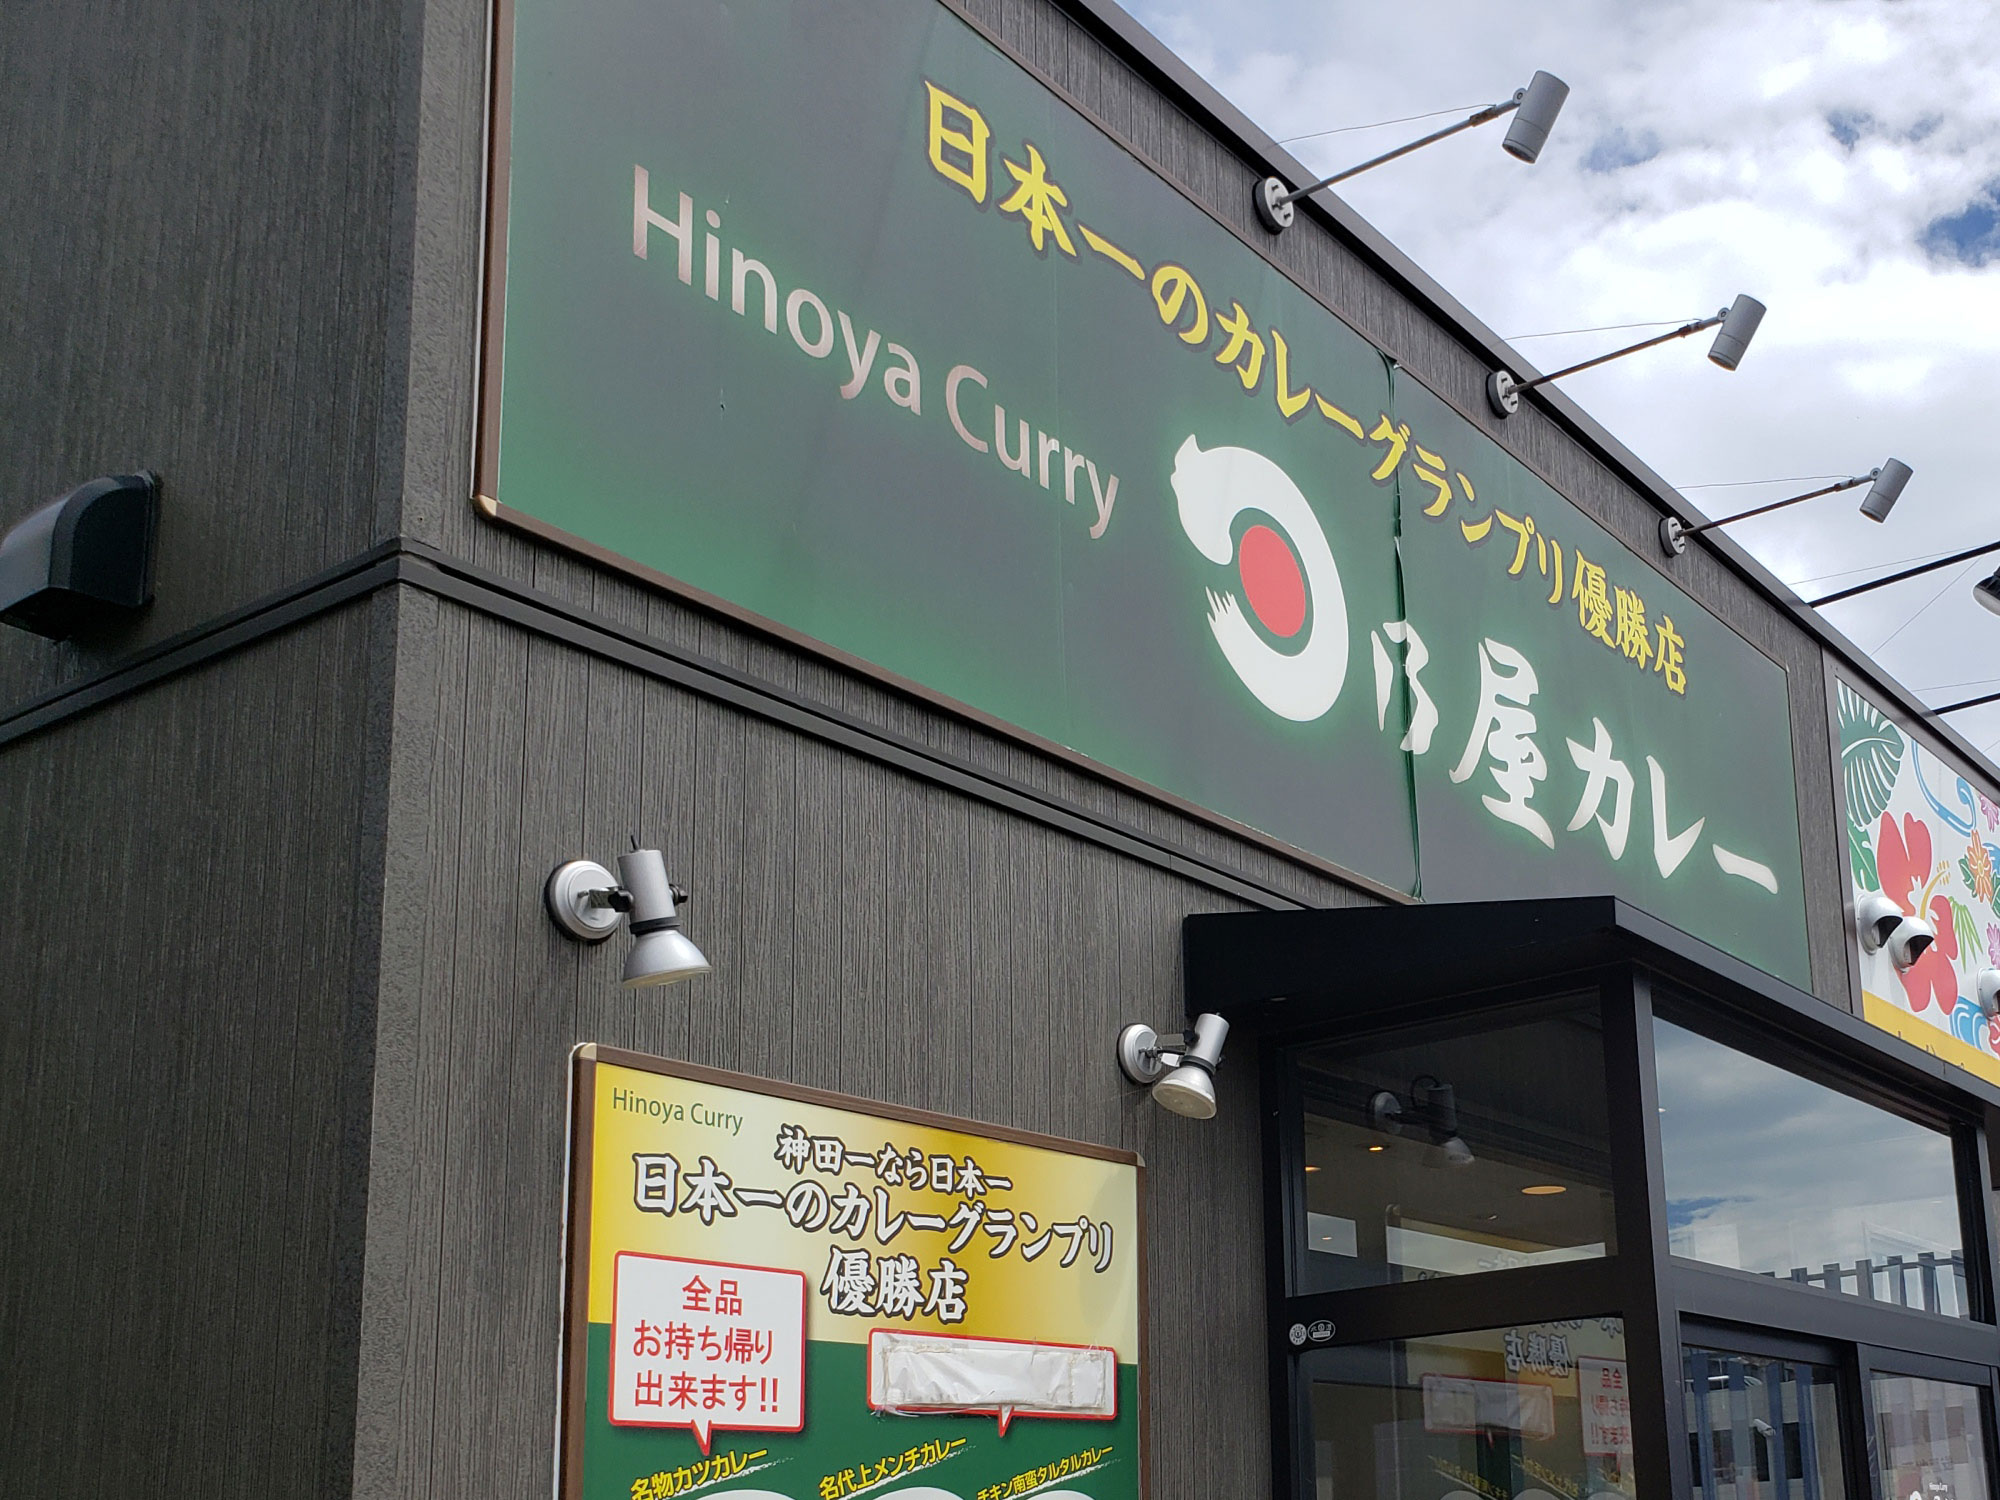 日本一のカレーグランプリ優勝店
Hinoya Curry
日乃屋カレー
Hinoya Curry
神田一なら日本一
日本一のカレーグランプリ
優勝店
全品
お持ち帰り
出来ます!!
名物カツカレー
名代上メンチカレー
チキン南蛮タルタルカレー